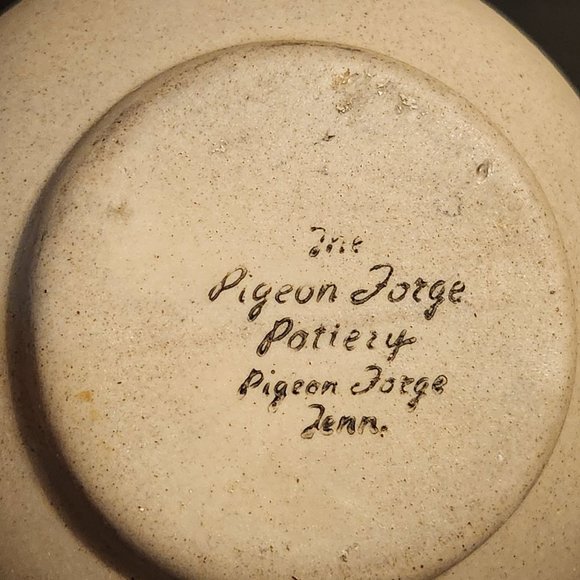 The
Pigeon Forge
Pottery
Pigeon Forge
Tenn.